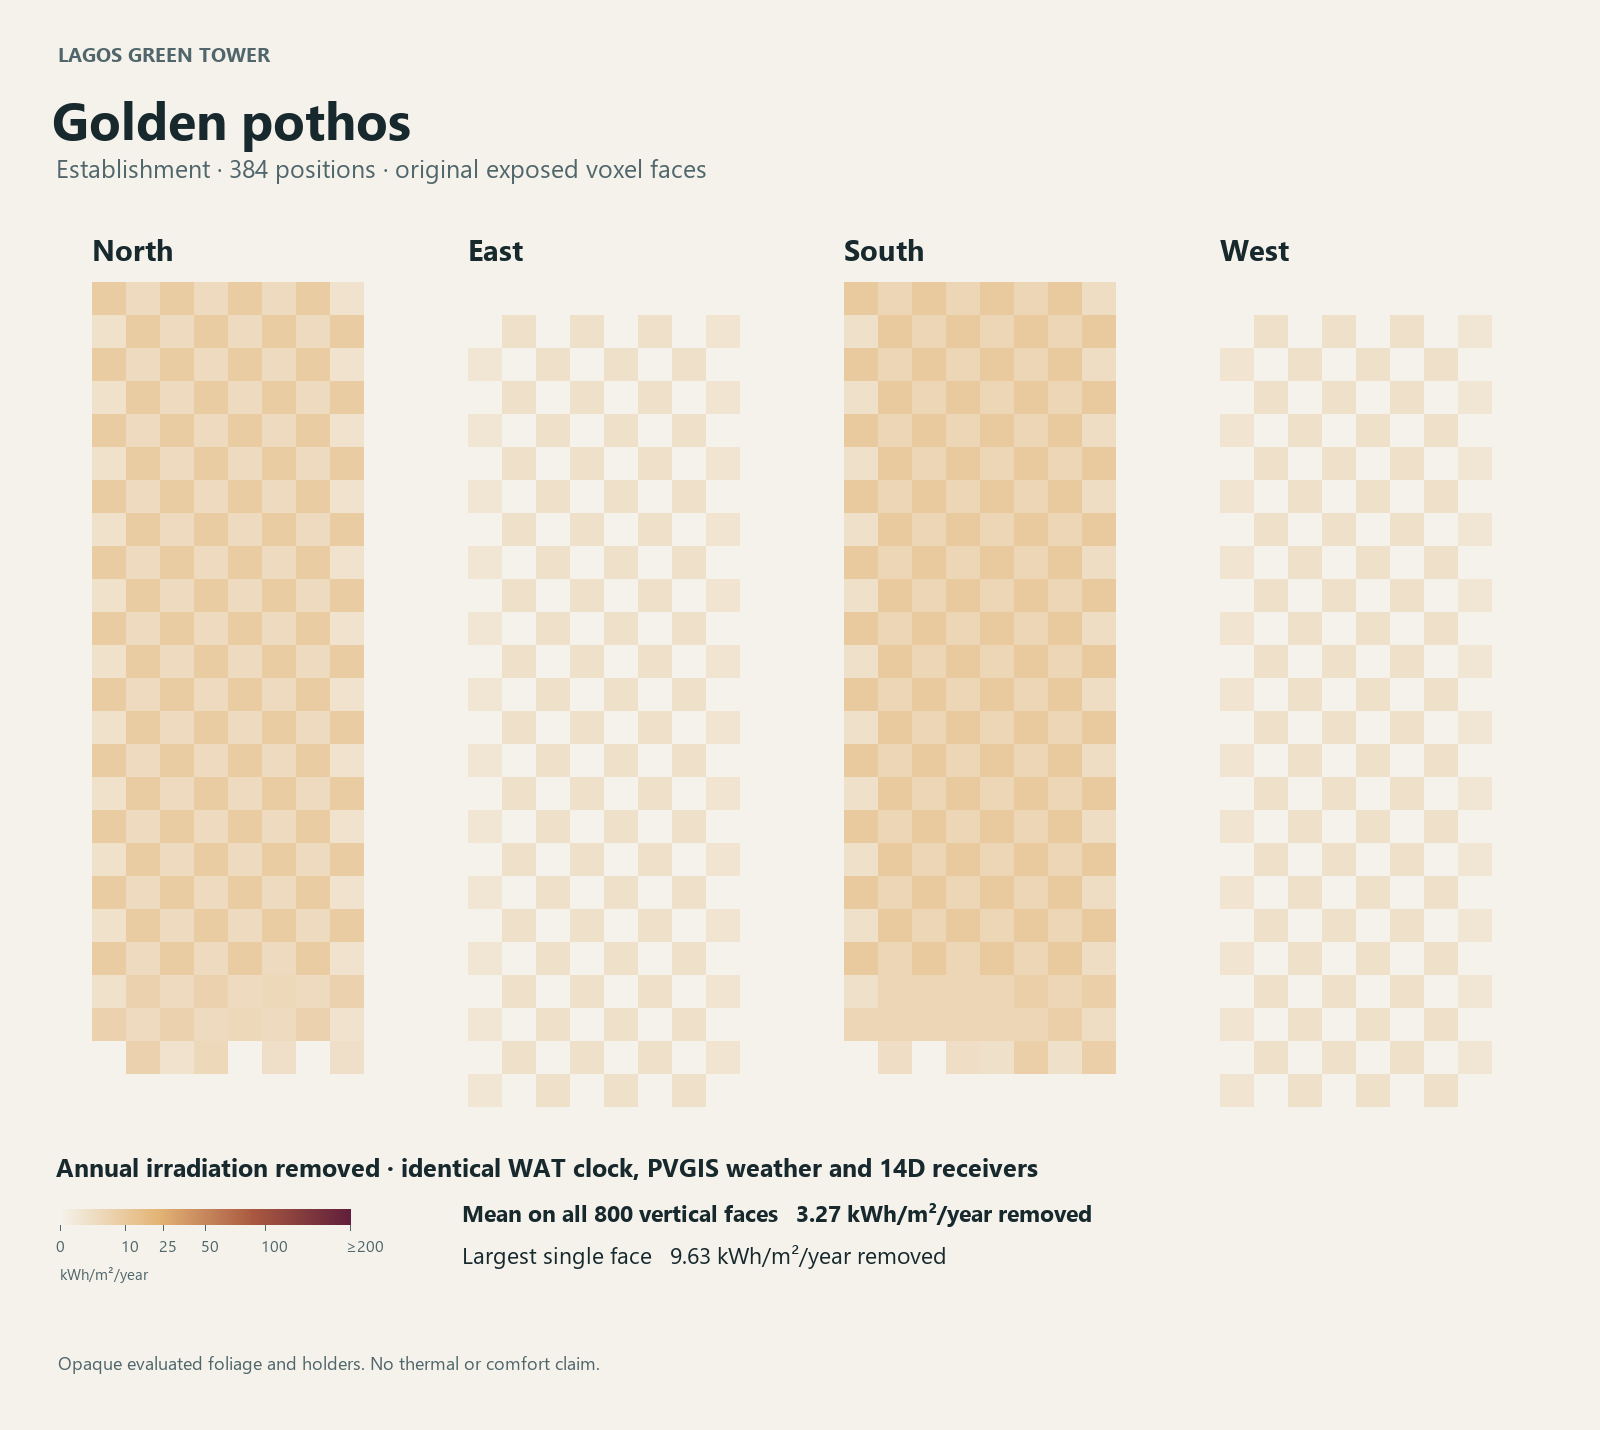 LAGOS GREEN TOWER
Golden pothos
Establishment · 384 positions · original exposed voxel faces
North East South West
Annual irradiation removed · identical WAT clock, PVGIS weather and 14D receivers
Mean on all 800 vertical faces 3.27 kWh/m²/year removed
0 10 25 50 100 ≥200
Largest single face 9.63 kWh/m²/year removed
kWh/m²/year
Opaque evaluated foliage and holders. No thermal or comfort claim.